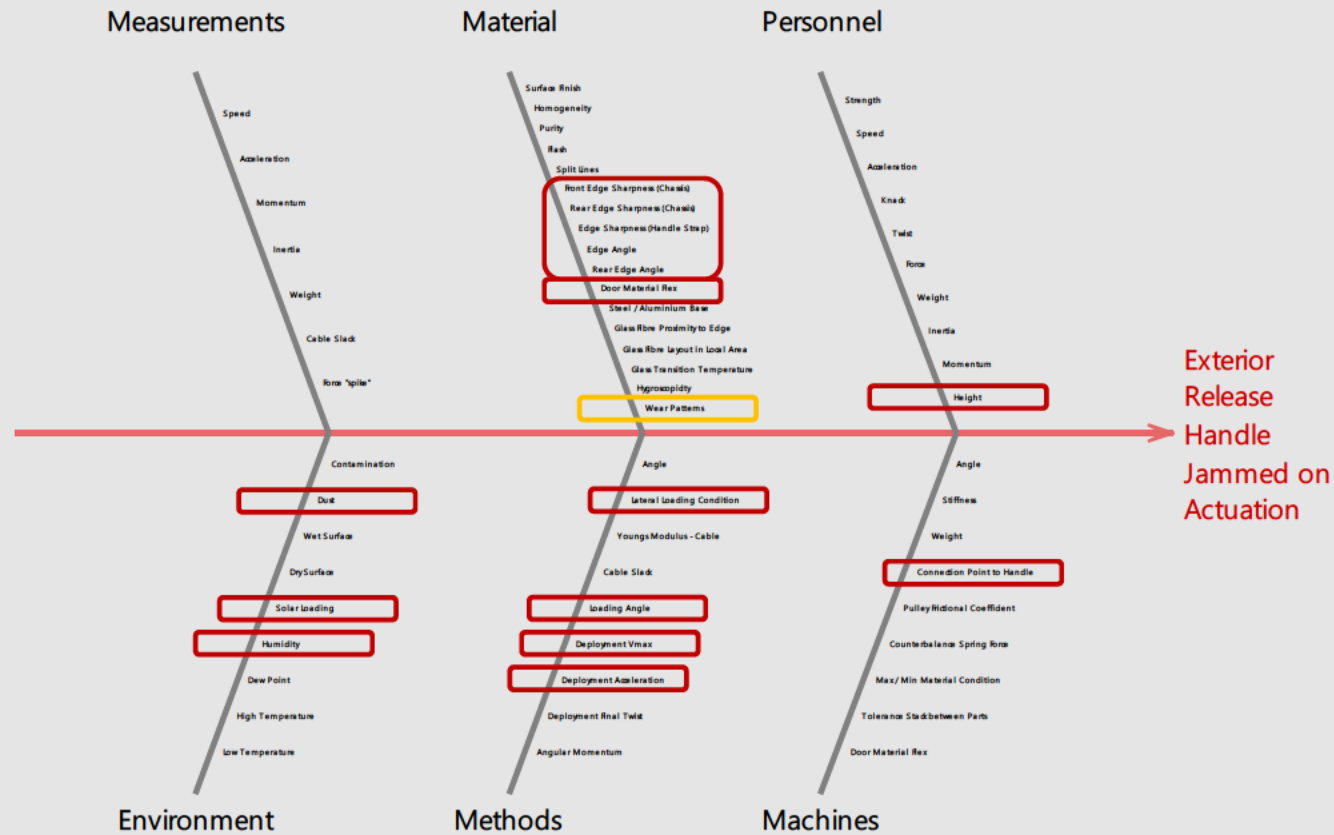 Measurements
Material
Personnel
Speed
Acceleration
Momentum
Inertia
Weight
Cable Slack
Force "spike"
Surface Finish
Homogeneity
Purity
Flash
Split Lines
Front Edge Sharpness (Chassis)
Rear Edge Sharpness (Chassis)
Edge Sharpness (Handle Strap)
Edge Angle
Rear Edge Angle
Door Material Flex
Steel / Aluminium Base
Glass Fibre Proximity to Edge
Glass Fibre Layout in Local Area
Glass Transition Temperature
Hygroscopidity
Wear Patterns
Strength
Speed
Acceleration
Knack
Twist
Force
Weight
Inertia
Momentum
Height
Exterior
Release
Handle
Jammed on
Actuation
Contamination
Dust
Wet Surface
Dry Surface
Solar Loading
Humidity
Dew Point
High Temperature
Low Temperature
Angle
Lateral Loading Condition
Youngs Modulus - Cable
Cable Slack
Loading Angle
Deployment Vmax
Deployment Acceleration
Deployment Final Twist
Angular Momentum
Angle
Stiffness
Weight
Connection Point to Handle
Pulley Frictional Coefficient
Counterbalance Spring Force
Max / Min Material Condition
Tolerance Stack between Parts
Door Material Flex
Environment
Methods
Machines